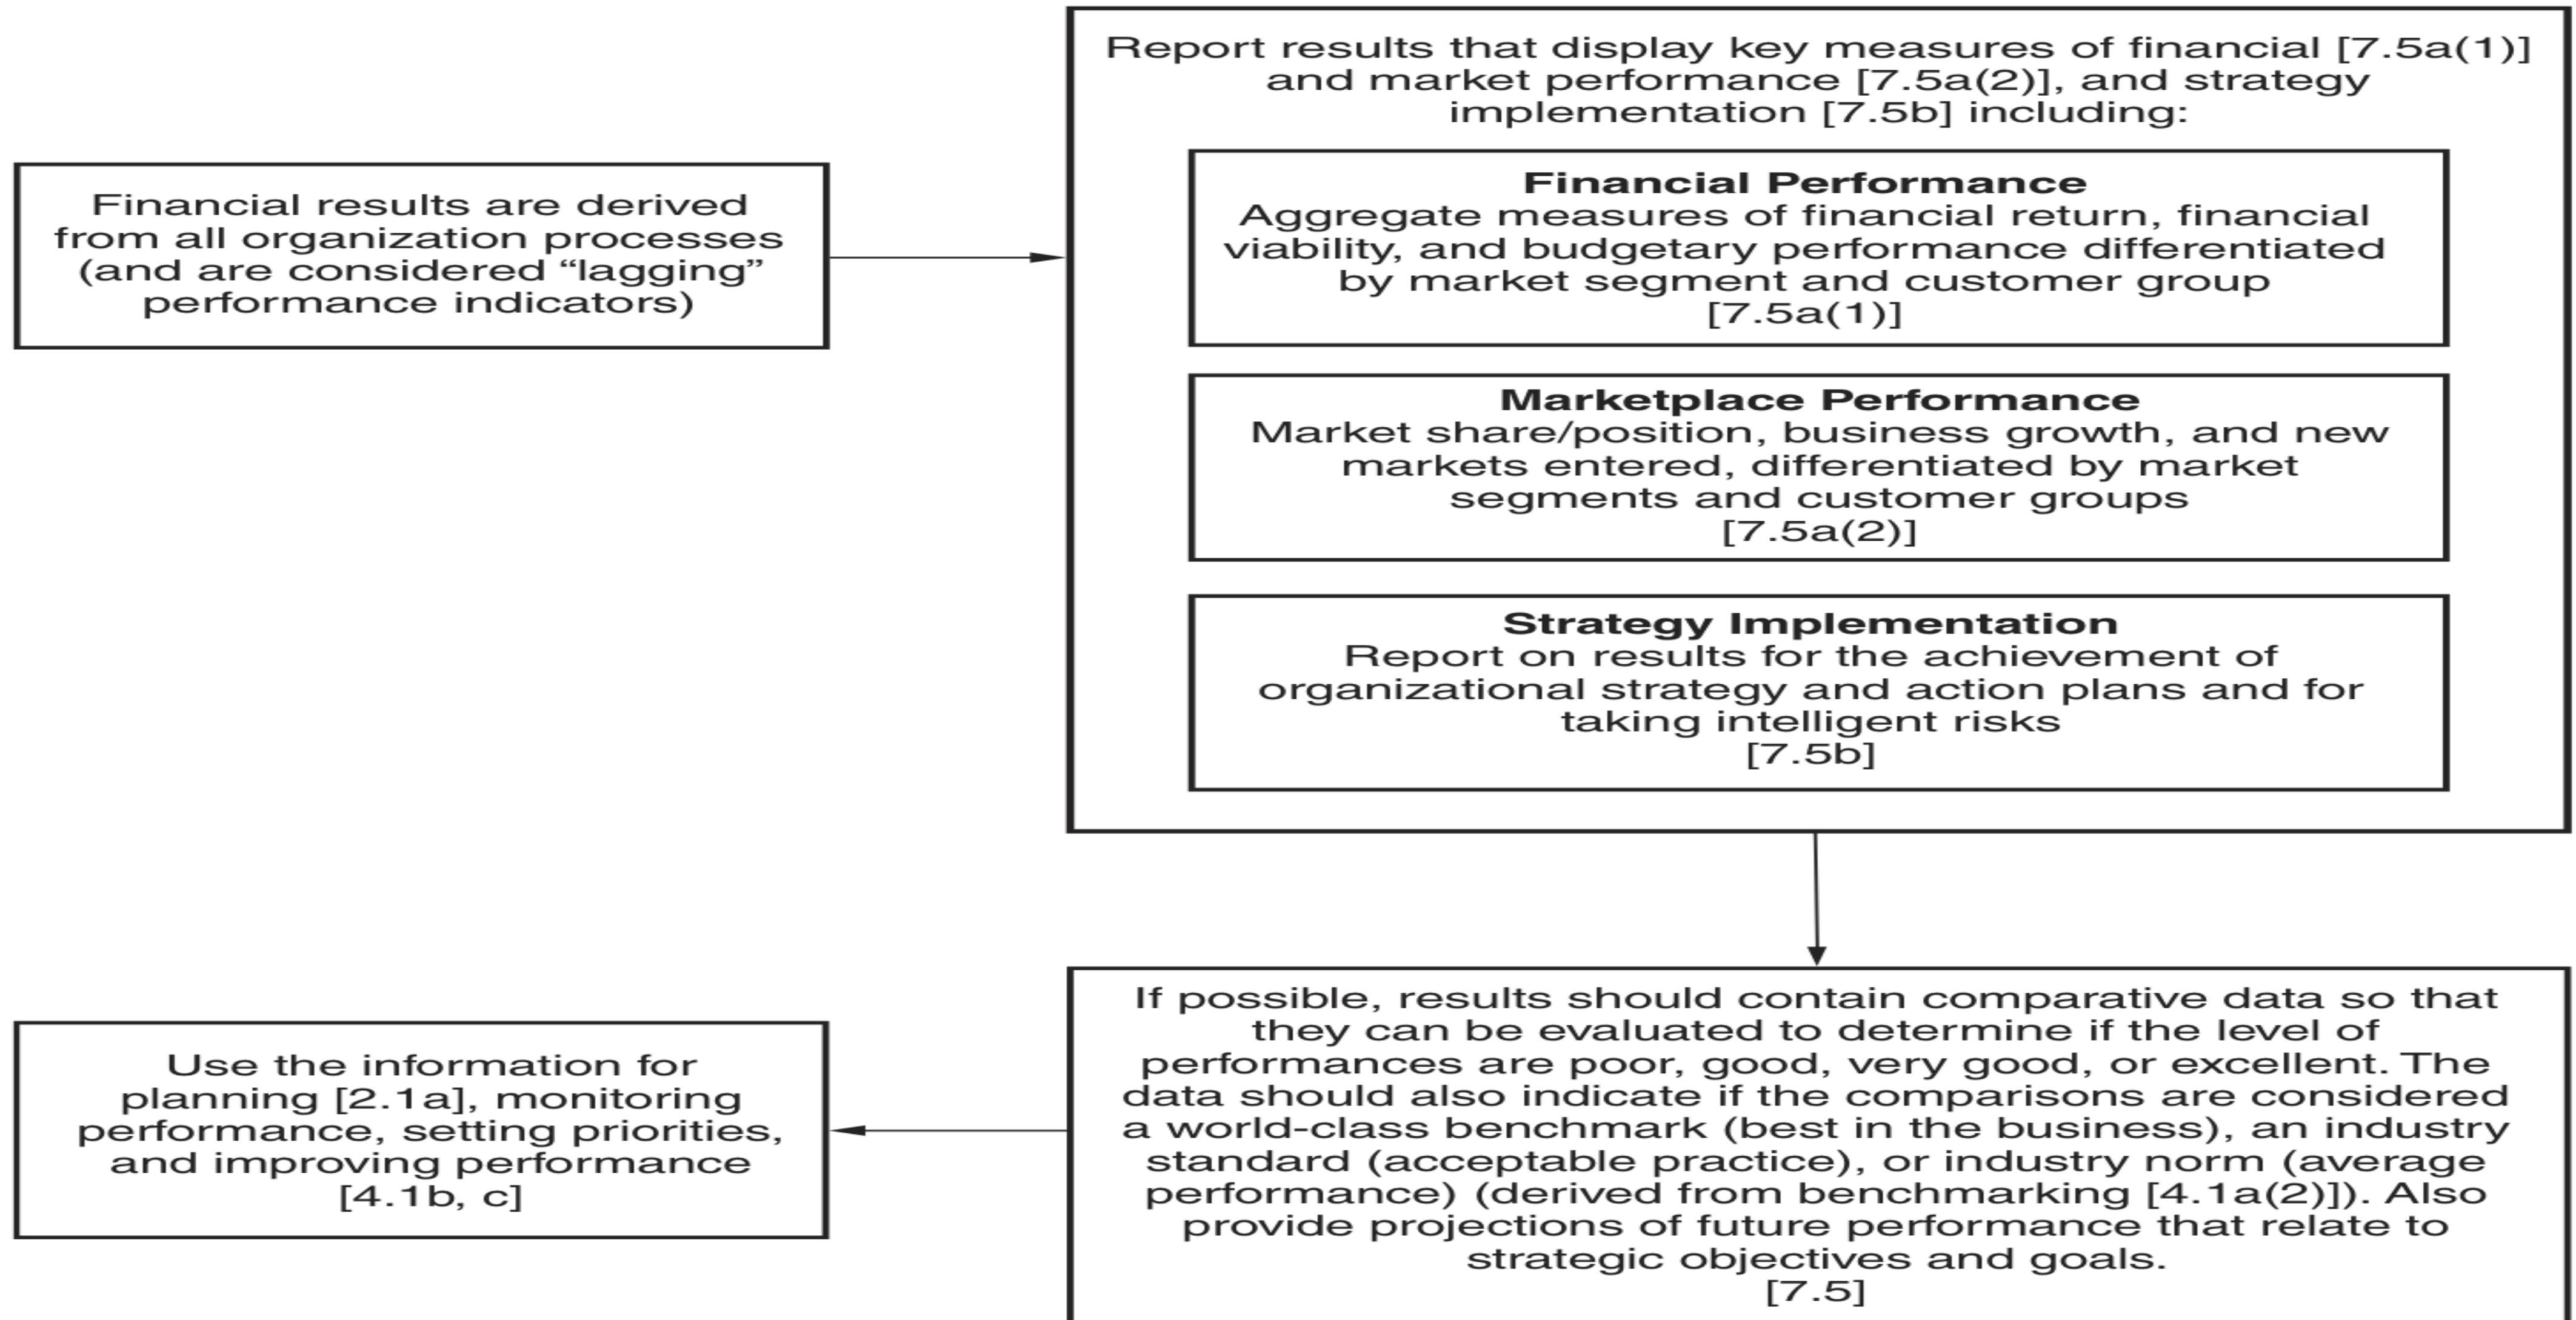 Financial results are derived
from all organization processes
(and are considered “lagging”
performance indicators)
Report results that display key measures of financial [7.5a(1)]
and market performance [7.5a(2)], and strategy
implementation [7.5b] including:
Financial Performance
Aggregate measures of financial return, financial
viability, and budgetary performance differentiated
by market segment and customer group
[7.5a(1)]
Marketplace Performance
Market share/position, business growth, and new
markets entered, differentiated by market
segments and customer groups
[7.5a(2)]
Strategy Implementation
Report on results for the achievement of
organizational strategy and action plans and for
taking intelligent risks
[7.5b]
If possible, results should contain comparative data so that
they can be evaluated to determine if the level of
performances are poor, good, very good, or excellent. The
data should also indicate if the comparisons are considered
a world-class benchmark (best in the business), an industry
standard (acceptable practice), or industry norm (average
performance) (derived from benchmarking [4.1a(2)]). Also
provide projections of future performance that relate to
strategic objectives and goals.
[7.5]
Use the information for
planning [2.1a], monitoring
performance, setting priorities,
and improving performance
[4.1b, c]